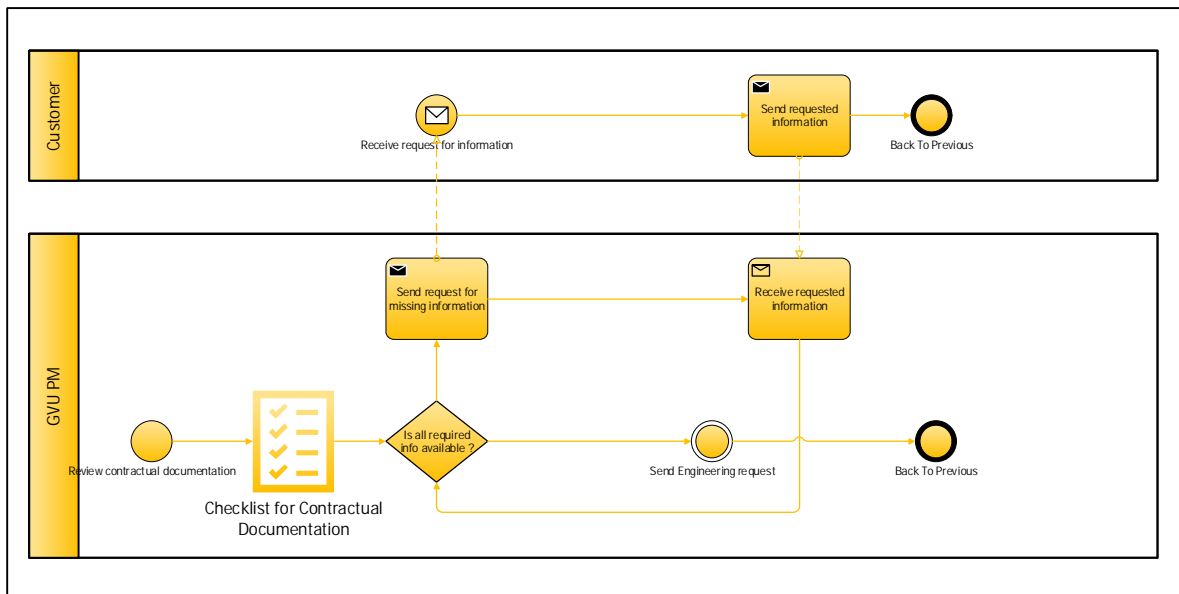 Customer
Receive request for information
Send requested
information
Back To Previous
GVU PM
Send request for
missing information
Receive requested
information
Review contractual documentation
Checklist for Contractual
Documentation
Is all required
info available ?
Send Engineering request
Back To Previous